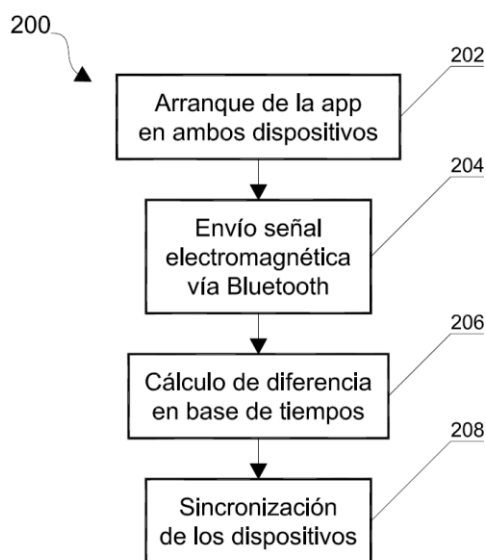 200
202
Arranque de la app
en ambos dispositivos
204
Envío señal
electromagnética
vía Bluetooth
206
Cálculo de diferencia
en base de tiempos
208
Sincronización
de los dispositivos